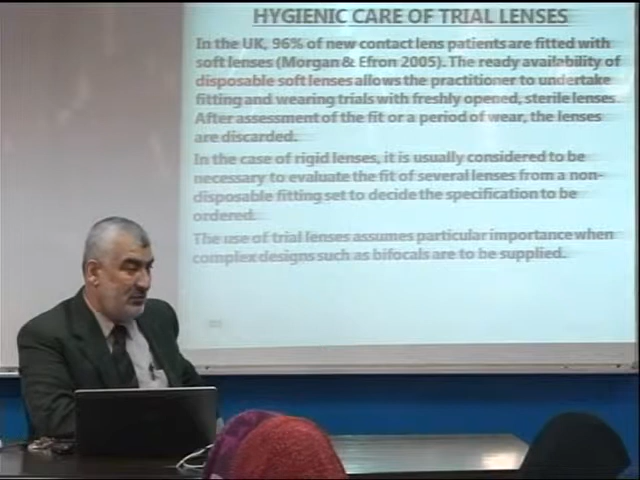 HYGIENIC CARE OF TRIAL LENSES
In the UK, 96% of new contact lens patients are fitted with
soft lenses (Morgan & Efron 2005). The ready availability of
disposable soft lenses allows the practitioner to undertake
fitting and wearing trials with freshly opened, sterile lenses.
After assessment of the fit or a period of wear, the lenses
are discarded.
In the case of rigid lenses, it is usually considered to be
necessary to evaluate the fit of several lenses from a non-
disposable fitting set to decide the specification to be
ordered.
The use of trial lenses assumes particular importance when
complex designs such as bifocals are to be supplied.